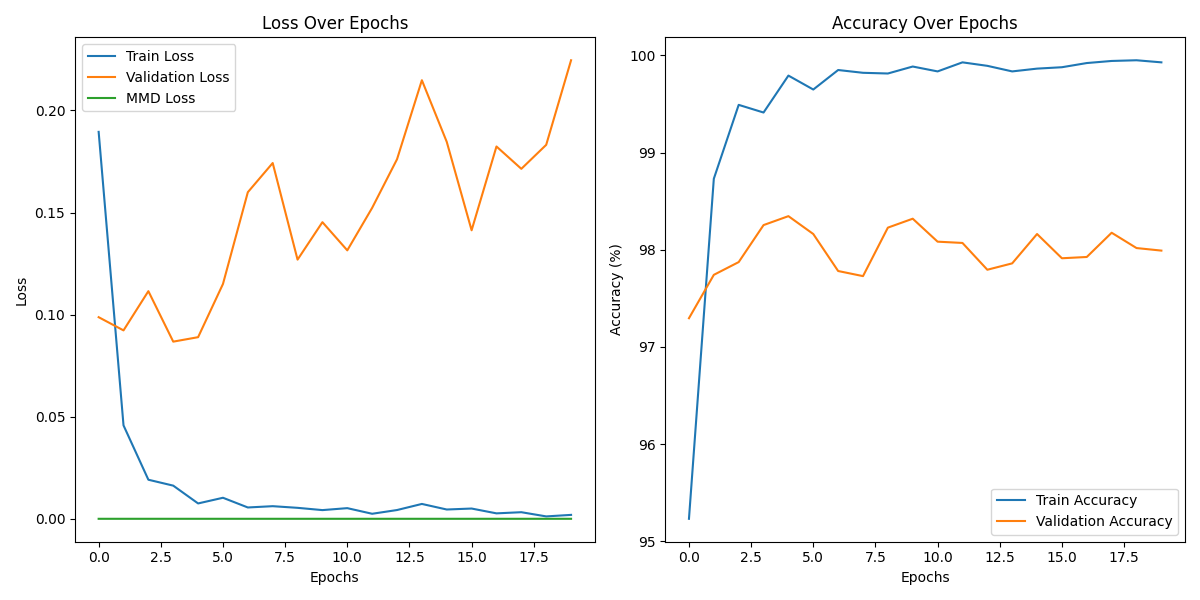 Loss Over Epochs
Train Loss
Validation Loss
MMD Loss
0.20
0.15
0.10
0.05
0.00
Loss
0.0 2.5 5.0 7.5 10.0 12.5 15.0 17.5
Epochs
Accuracy Over Epochs
100
99
98
97
96
95
Accuracy (%)
Train Accuracy
Validation Accuracy
0.0 2.5 5.0 7.5 10.0 12.5 15.0 17.5
Epochs